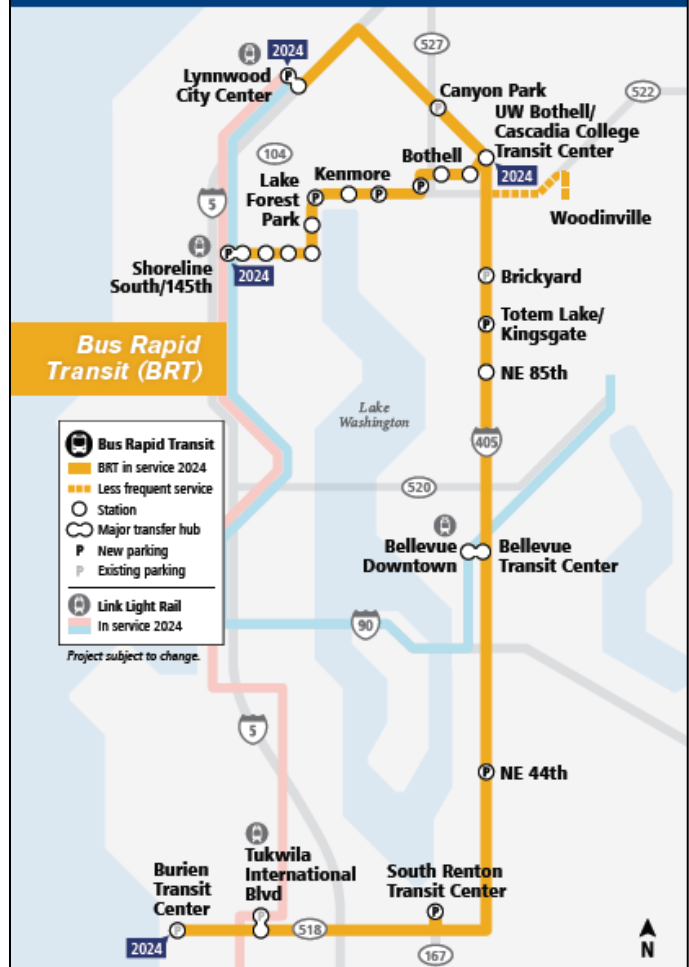 2024
527
Lynnwood
City Center
Canyon Park
522
UW Bothell/
Cascadia College
Transit Center
104
Bothell
2024
Kenmore
Lake
Forest
Park
5
Woodinville
Shoreline
South/145th
2024
Brickyard
Totem Lake/
Kingsgate
Bus Rapid
Transit (BRT)
NE 85th
Lake
Washington
405
Bus Rapid Transit
BRT in service 2024
Less frequent service
Station
Major transfer hub
P New parking
P Existing parking
Link Light Rail
In service 2024
Project subject to change.
520
Bellevue
Downtown
Bellevue
Transit Center
90
5
NE 44th
Tukwila
International
Blvd
Burien
Transit
Center
South Renton
Transit Center
518
2024
167
N